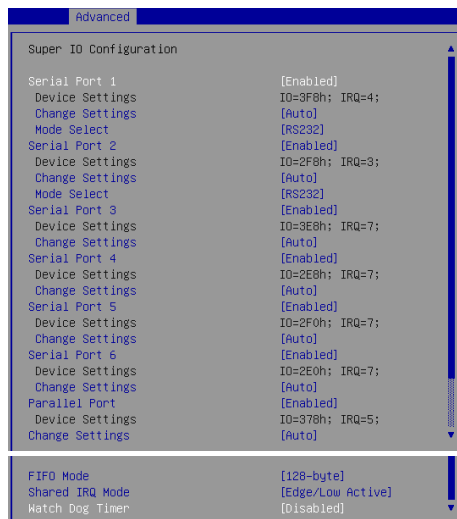 Advanced
Super IO Configuration
Serial Port 1 [Enabled]
Device Settings IO=3F8h; IRQ=4;
Change Settings [Auto]
Mode Select [RS232]
Serial Port 2 [Enabled]
Device Settings IO=2F8h; IRQ=3;
Change Settings [Auto]
Mode Select [RS232]
Serial Port 3 [Enabled]
Device Settings IO=3E8h; IRQ=7;
Change Settings [Auto]
Serial Port 4 [Enabled]
Device Settings IO=2E8h; IRQ=7;
Change Settings [Auto]
Serial Port 5 [Enabled]
Device Settings IO=2F0h; IRQ=7;
Change Settings [Auto]
Serial Port 6 [Enabled]
Device Settings IO=2E0h; IRQ=7;
Change Settings [Auto]
Parallel Port [Enabled]
Device Settings IO=378h; IRQ=5;
Change Settings [Auto]
FIFO Mode [128-byte]
Shared IRQ Mode [Edge/Low Active]
Watch Dog Timer [Disabled]